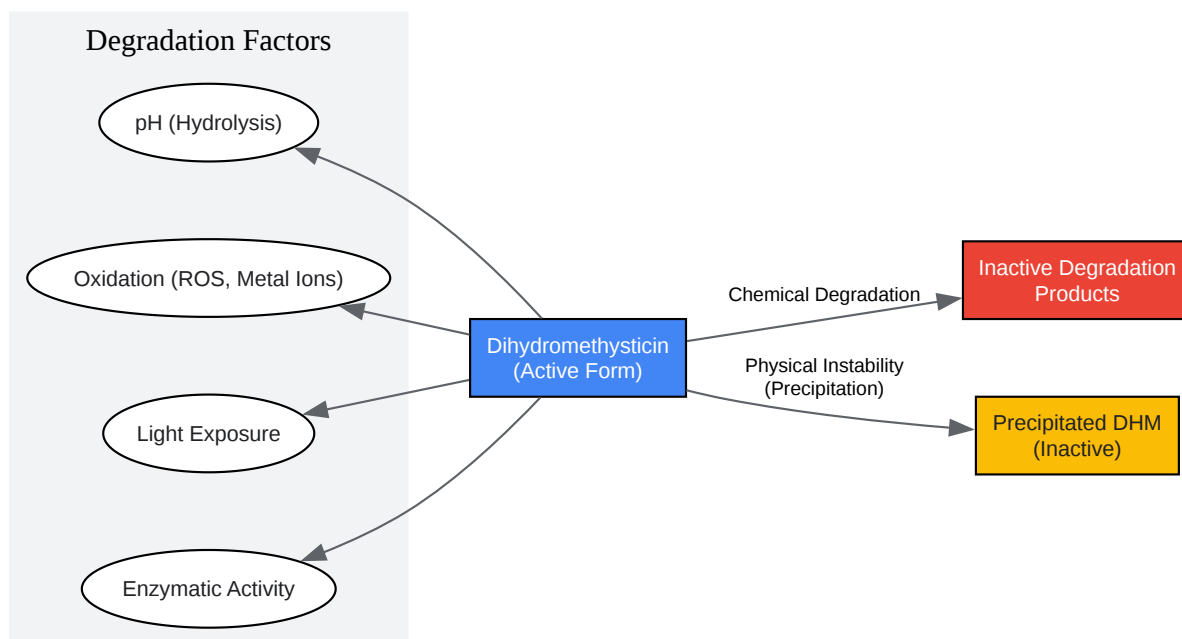 Degradation Factors
pH (Hydrolysis)
Oxidation (ROS, Metal Ions)
Light Exposure
Enzymatic Activity
Dihydromethysticin
(Active Form)
Chemical Degradation
Physical Instability
(Precipitation)
Inactive Degradation
Products
Precipitated DHM
(Inactive)